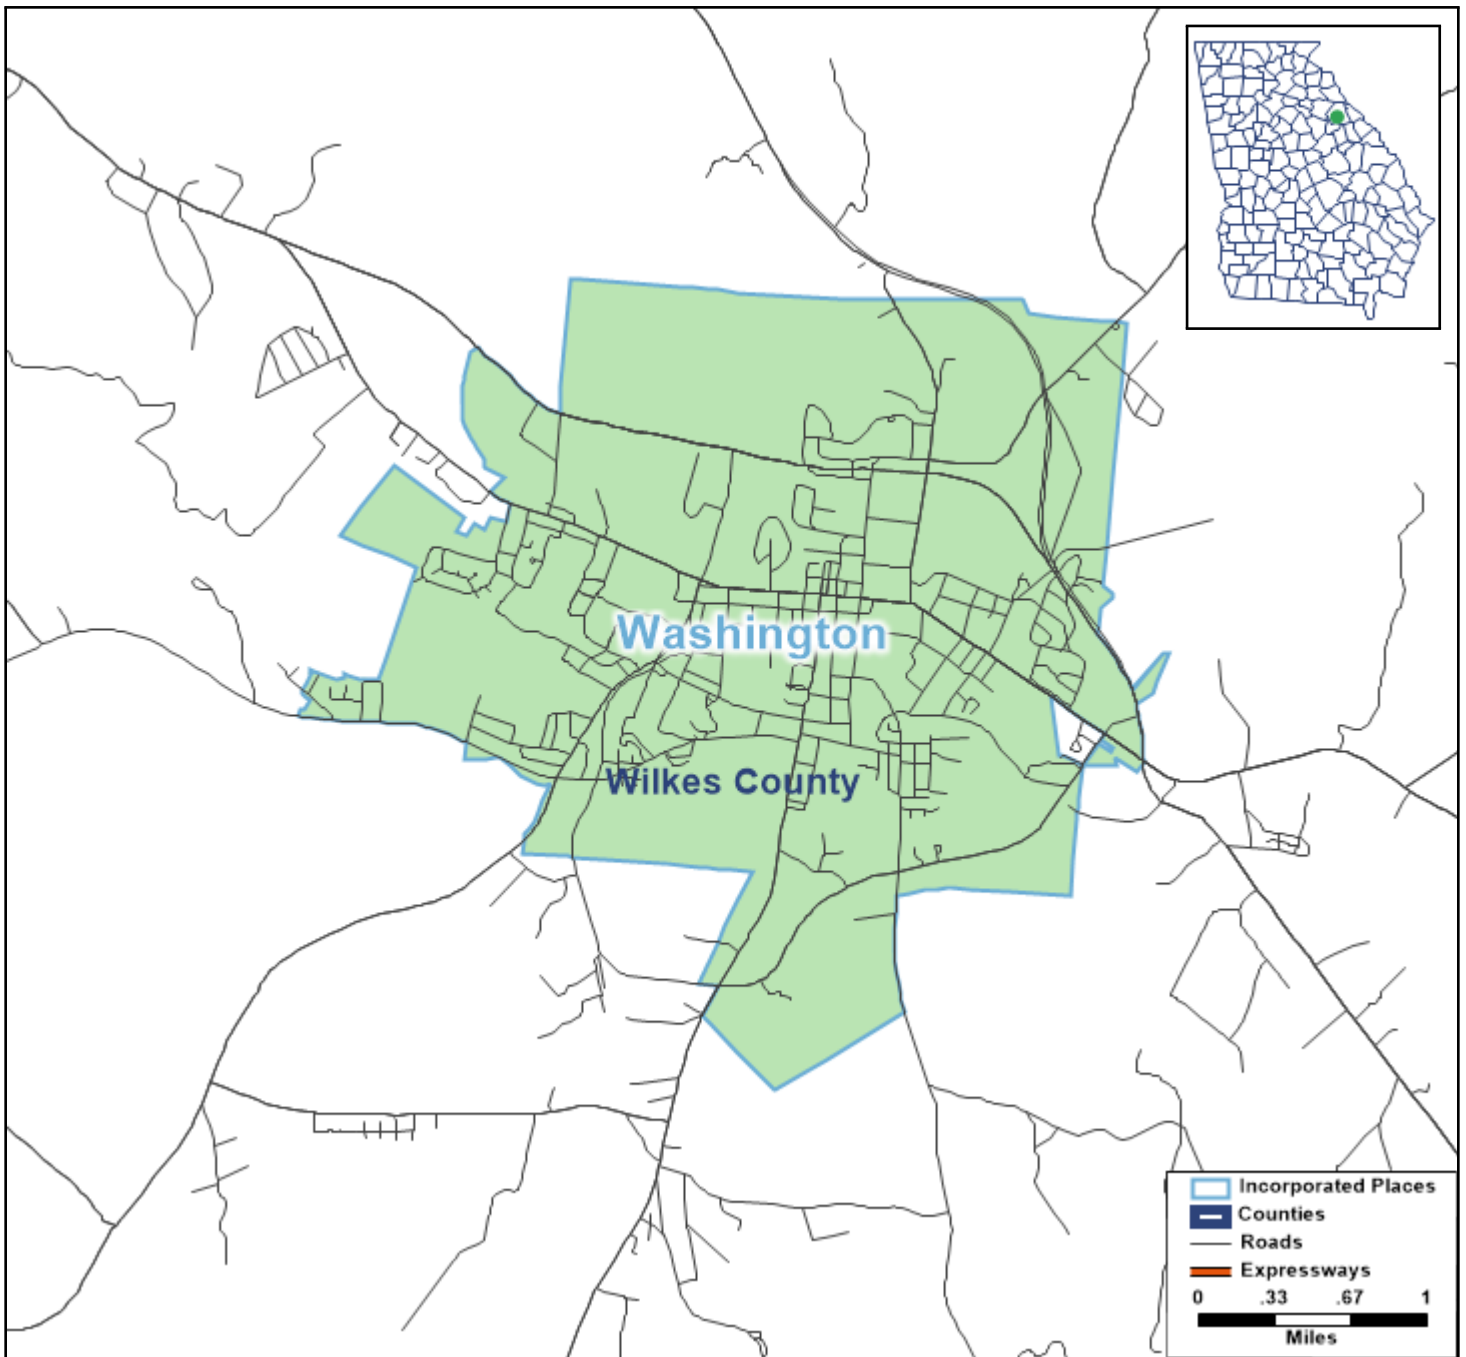 Washington
Wilkes County
Incorporated Places
Counties
Roads
Expressways
0 .33 .67 1
Miles